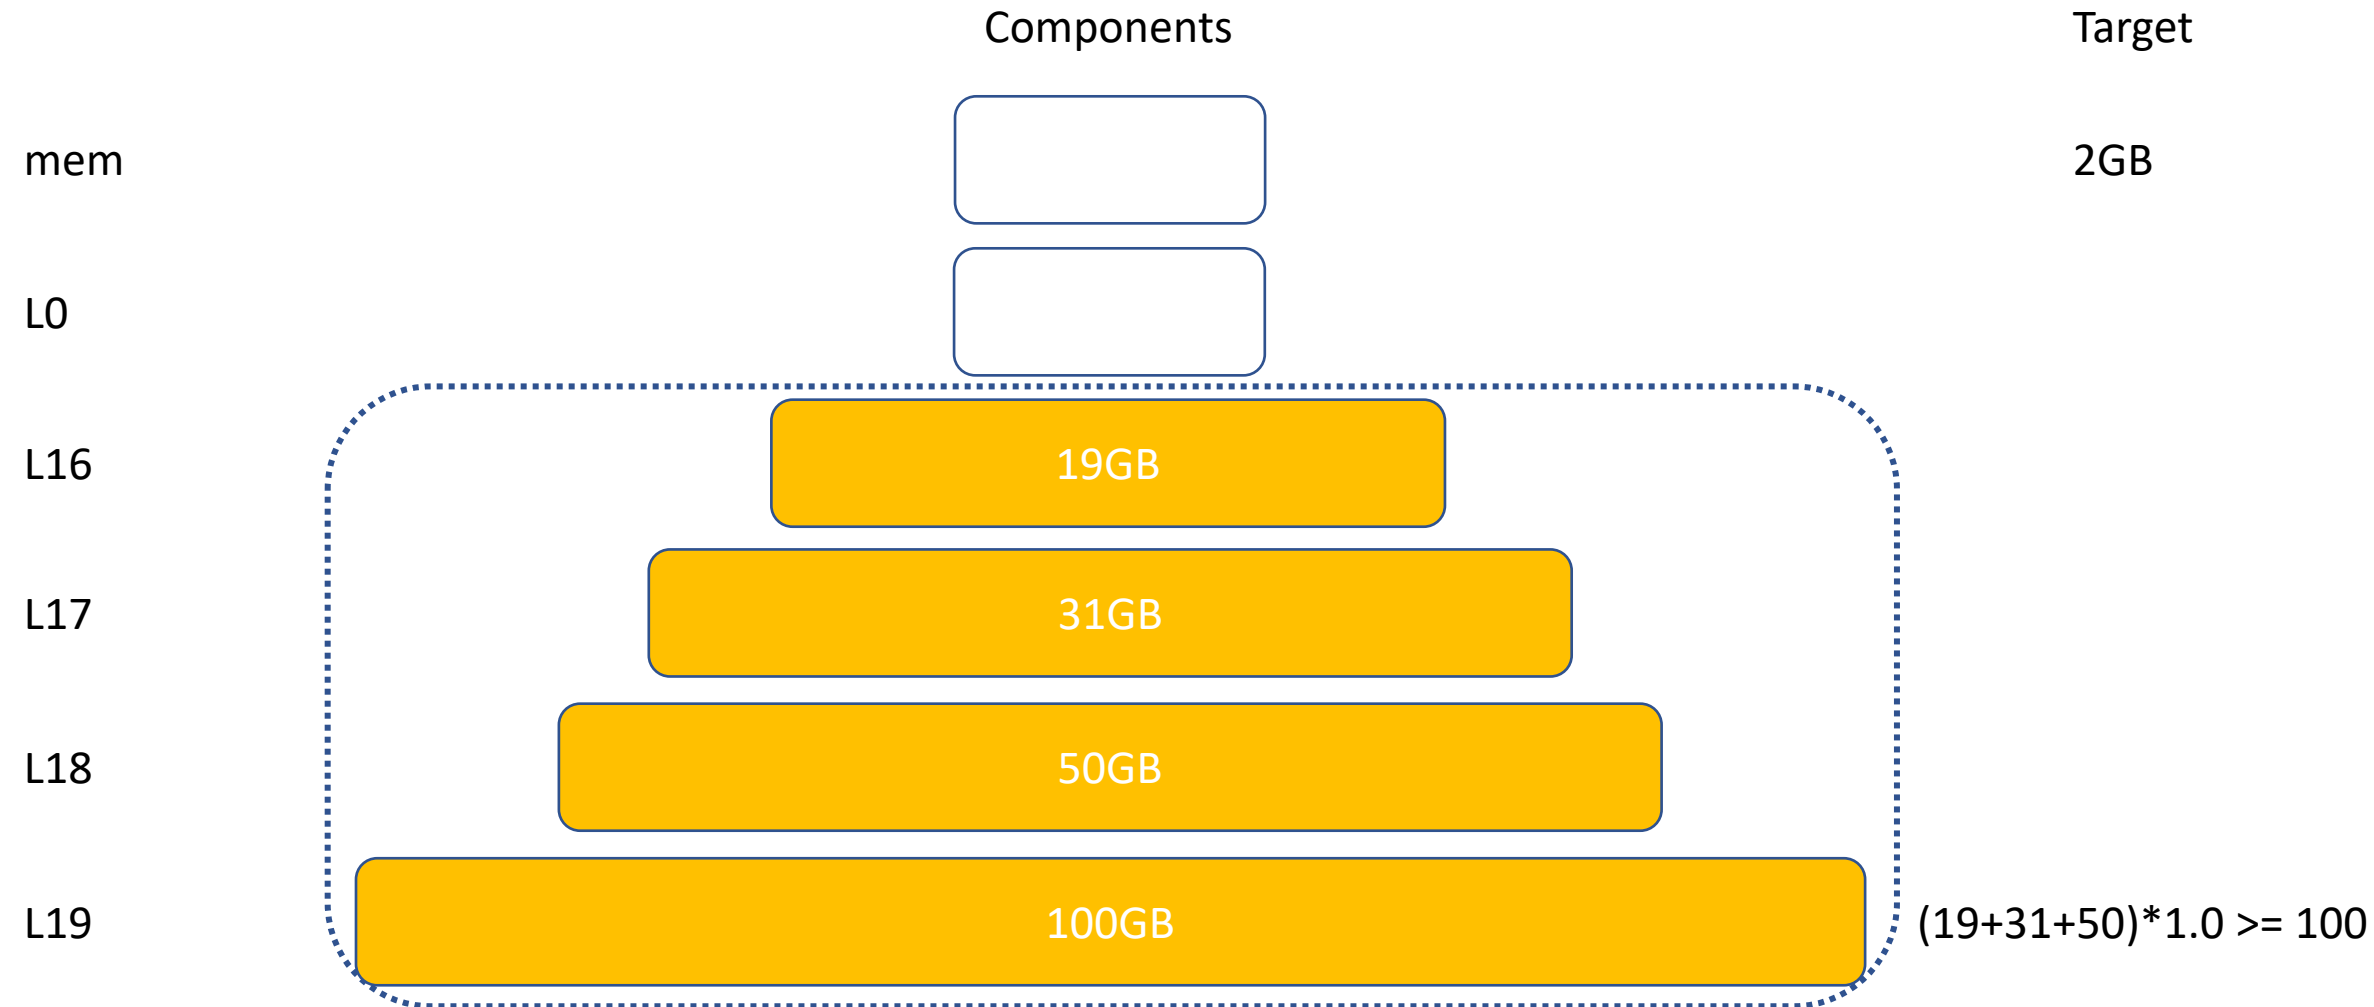 Components Target
mem 2GB
L0
L16 19GB
L17 31GB
L18 50GB
L19 100GB (19+31+50)*1.0 >= 100